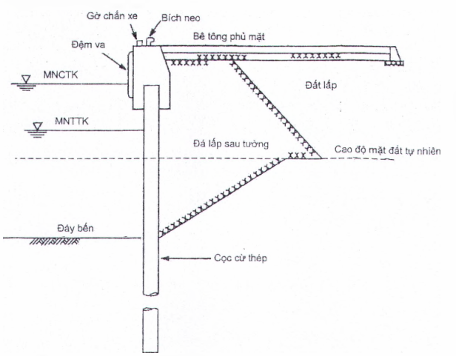 Gờ chắn xe
Bích neo
Bê tông phủ mặt
Đệm va
MNCTK
Đất lấp
MNTTK
Đá lấp sau tường
Cao độ mặt đất tự nhiên
Đáy bến
Cọc cừ thép